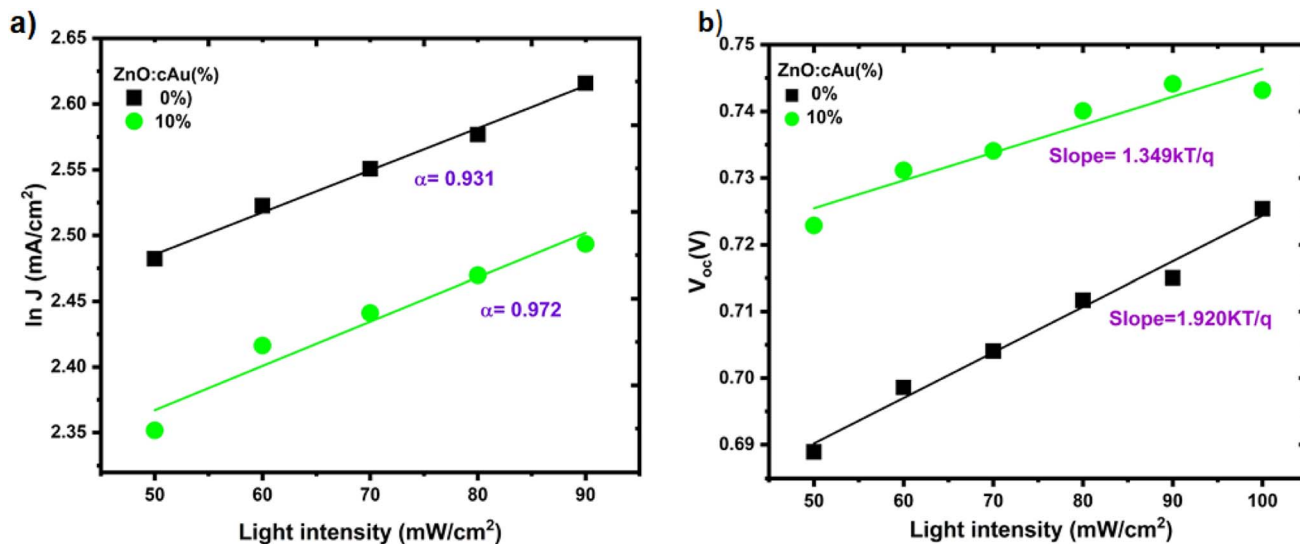 a)
2.65
2.60
2.55
2.50
2.45
2.40
2.35
ln J (mA/cm²)
ZnO:cAu(%)
0%)
10%
α= 0.931
α= 0.972
50 60 70 80 90
Light intensity (mW/cm²)
b)
0.75
0.74
0.73
0.72
0.71
0.70
0.69
Voc(V)
ZnO:cAu(%)
0%
10%
Slope= 1.349kT/q
Slope=1.920KT/q
50 60 70 80 90 100
Light intensity (mW/cm²)